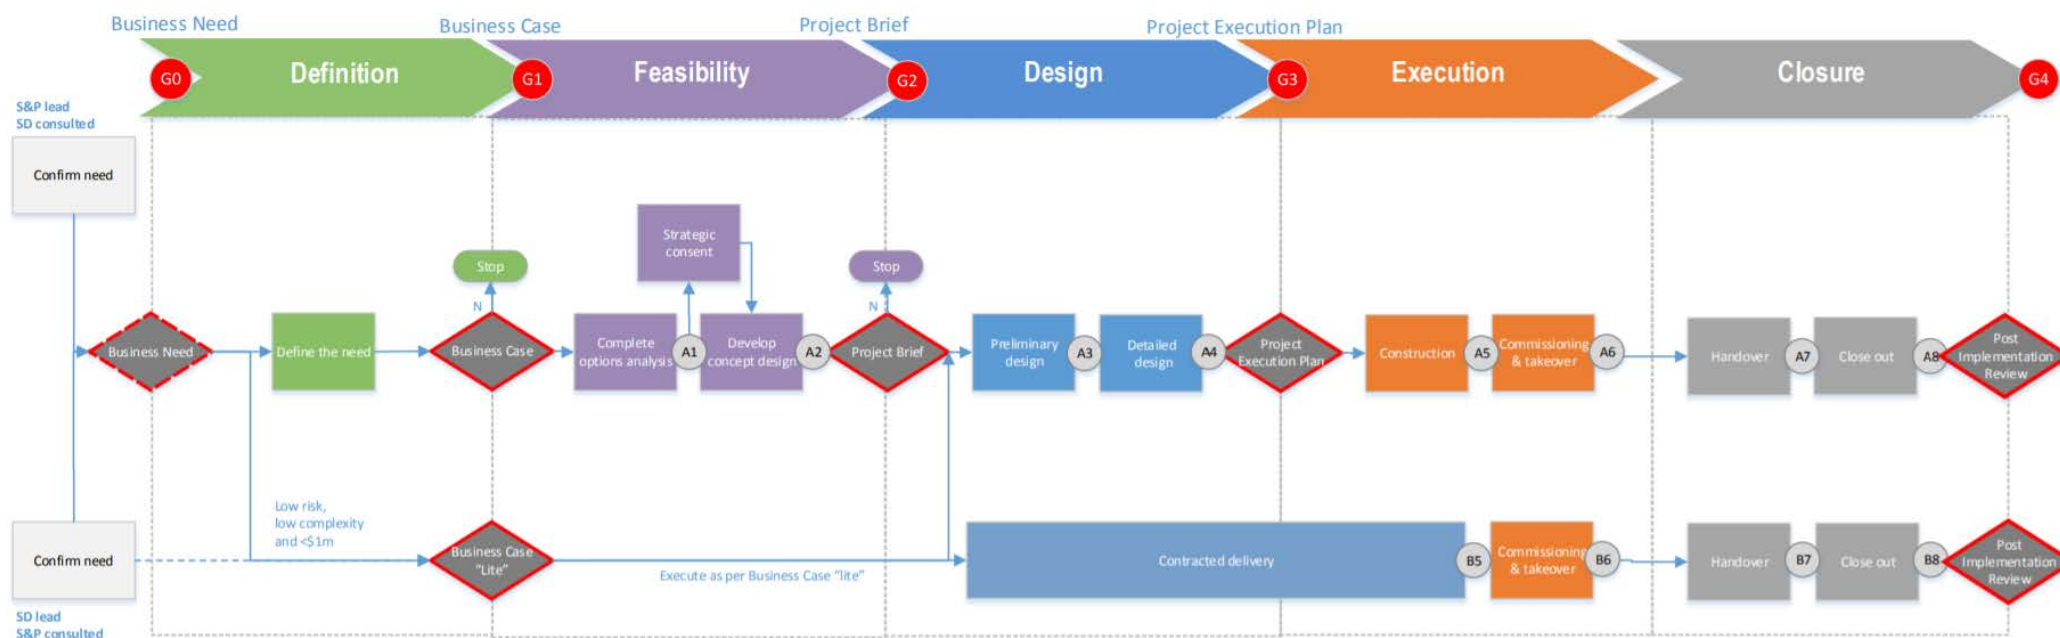 Business Need
Business Case
Project Brief
Project Execution Plan
G0
Definition
G1
Feasibility
G2
Design
G3
Execution
Closure
G4
S&P lead
SD consulted
Confirm need
Strategic
consent
Stop
Stop
N
N
Business Need
Define the need
Business Case
Complete
options analysis
A1
Develop
concept design
A2
Project Brief
Preliminary
design
A3
Detailed
design
A4
Project
Execution Plan
Construction
A5
Commissioning
& takeover
A6
Handover
A7
Close out
A8
Post
Implementation
Review
Low risk,
low complexity
and <$1m
Confirm need
Business Case
"Lite"
Execute as per Business Case "lite"
Contracted delivery
B5
Commissioning
& takeover
B6
Handover
B7
Close out
B8
Post
Implementation
Review
SD lead
S&P consulted